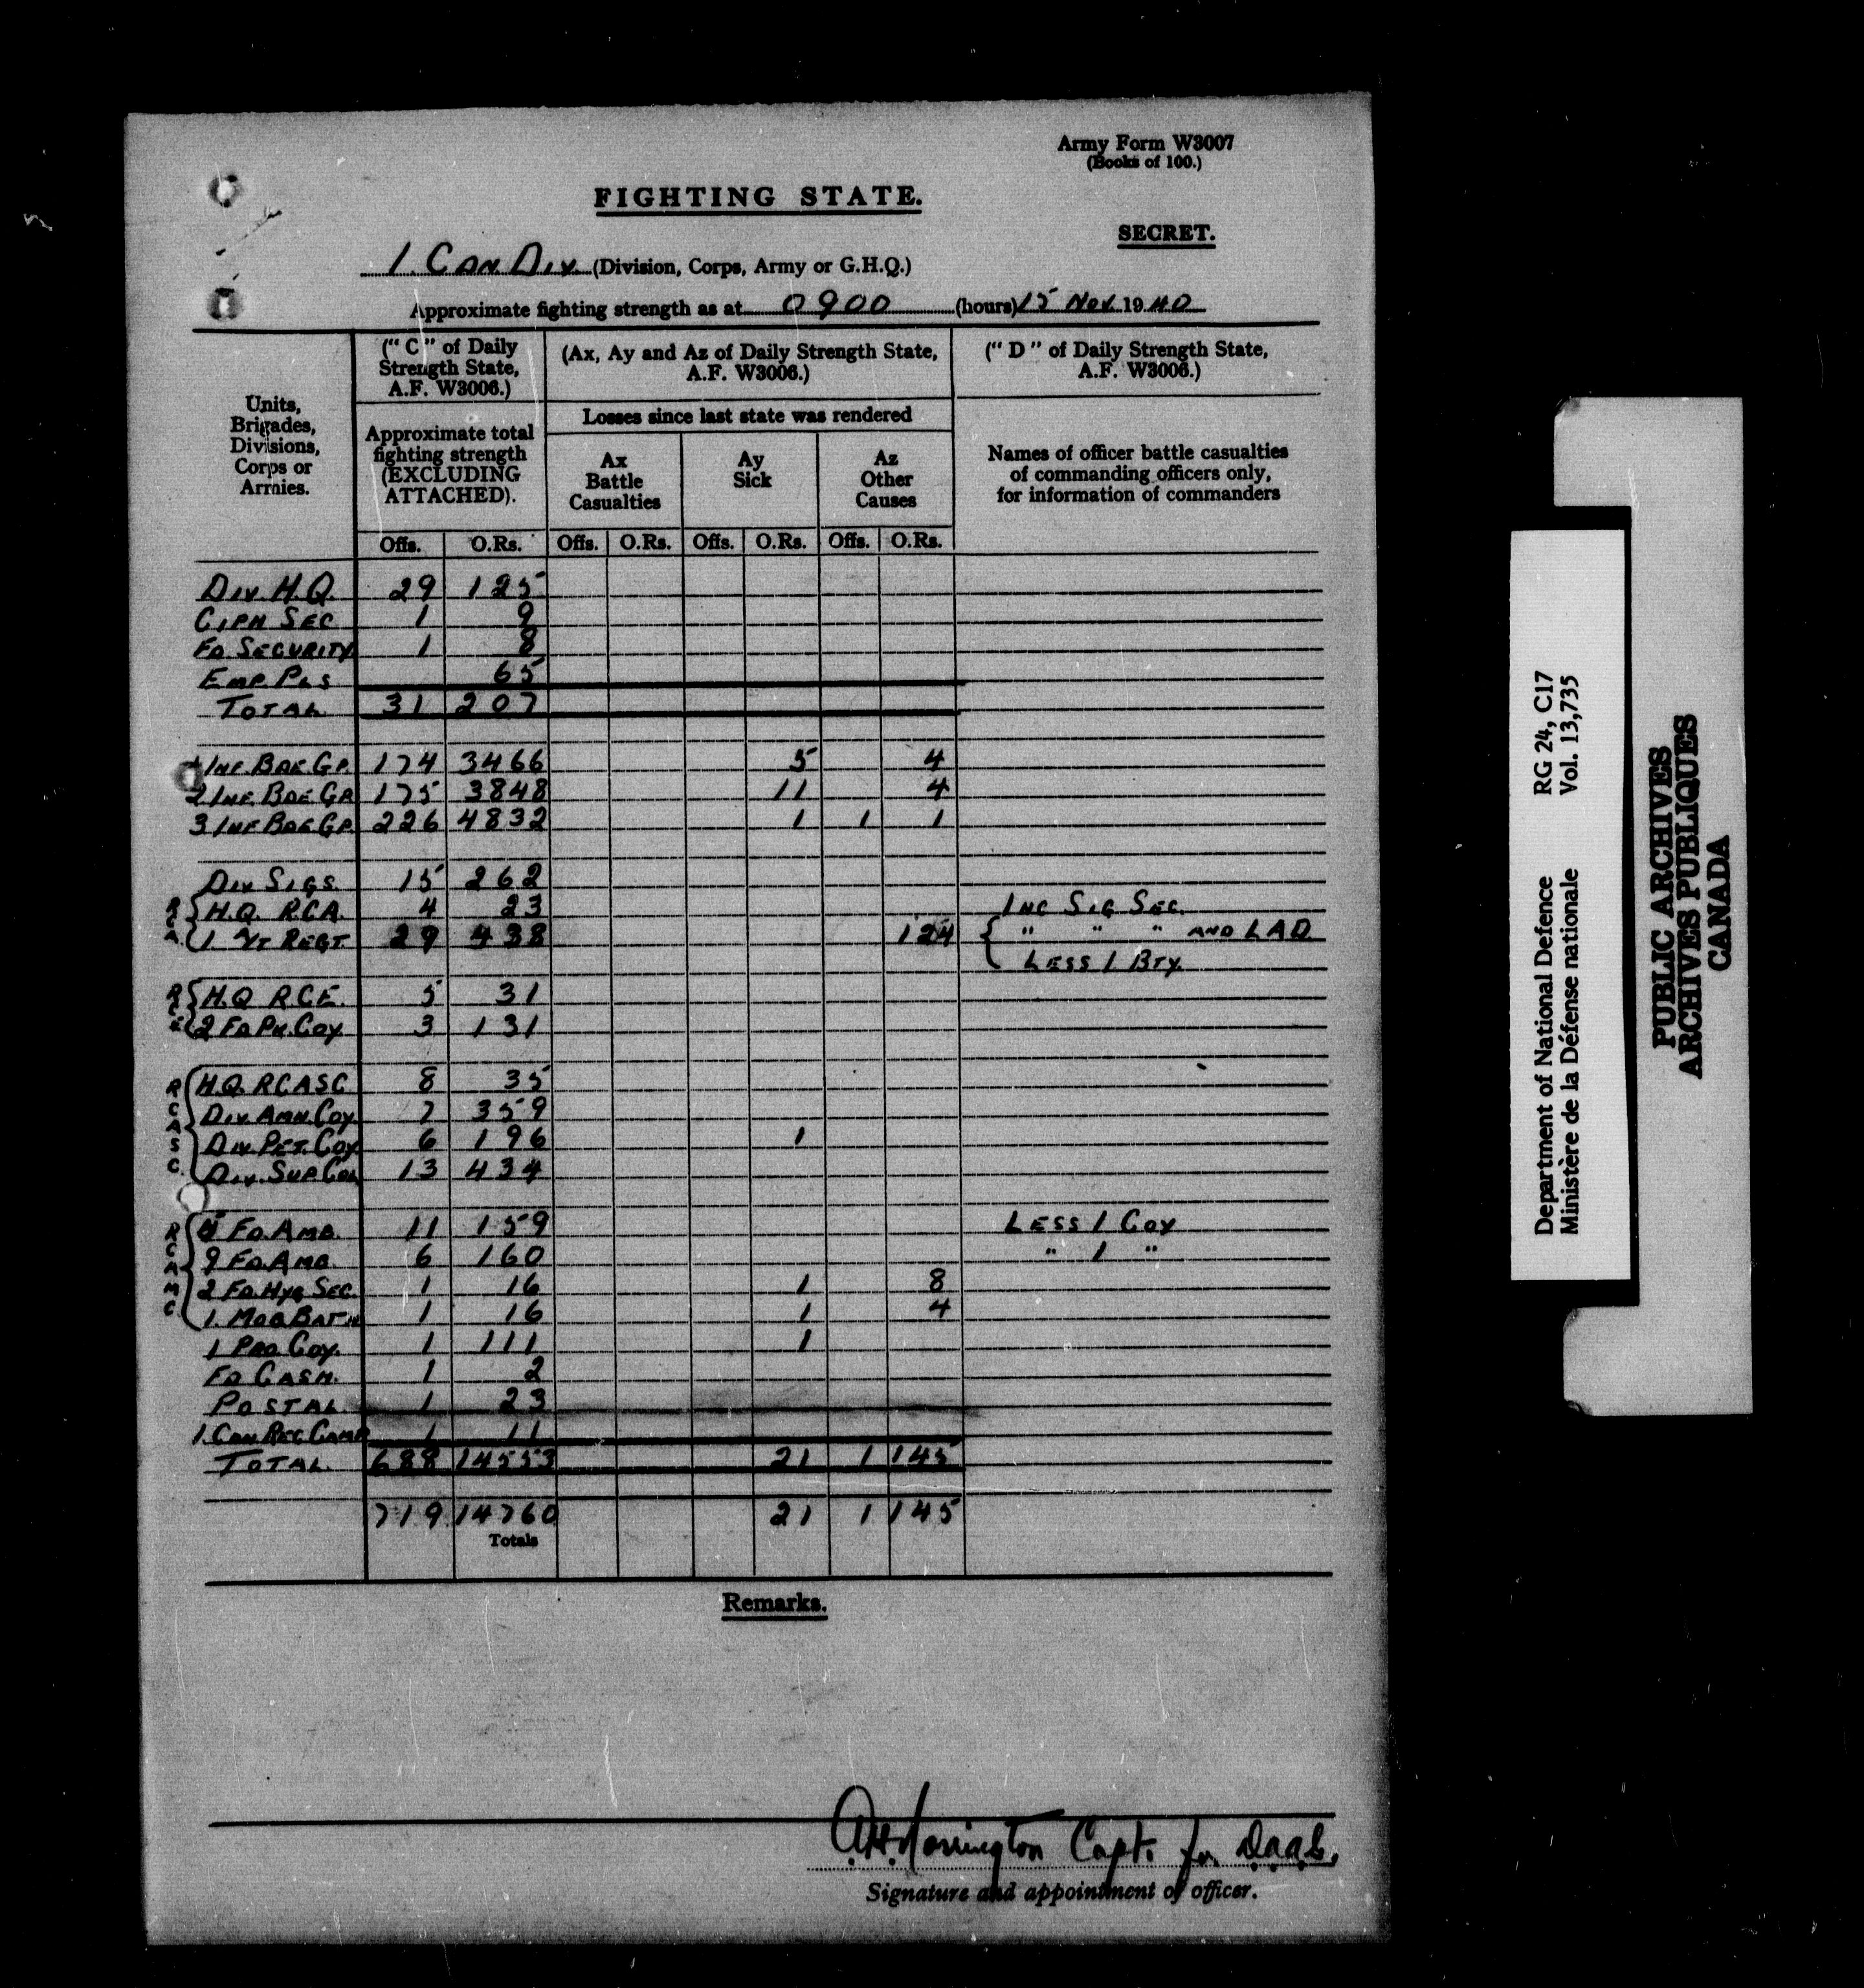 Army Form W3007
(Books of 100.)
FIGHTING STATE.
SECRET.
1 CAN DIV. (Division, Corps, Army or G.H.Q.)
Approximate fighting strength as at 0900 (hours) 15 Nov. 1940
Units, Brigades, Divisions, Corps or Armies.
("C" of Daily Strength State, A.F. W3006.)
(Ax, Ay and Az of Daily Strength State, A.F. W3006.)
("D" of Daily Strength State, A.F. W3006.)
Approximate total fighting strength (EXCLUDING ATTACHED).
Losses since last state was rendered
Ax Battle Casualties
Ay Sick
Az Other Causes
Names of officer battle casualties of commanding officers only, for information of commanders
Offs. O.Rs. Offs. O.Rs. Offs. O.Rs. Offs. O.Rs.
DIV. H.Q. 29 125
CIPH SEC 1 9
FD SECURITY 1 8
EMP. PLS 65
TOTAL 31 207
1 INF. BDE GP. 174 3466 5 4
2 INF BDE GP 175 3848 11 4
3 INF BDE GP. 226 4832 1 1 1
DIV SIGS. 15 262
R C A.
H.Q. RCA. 4 23 INC SIG SEC.
1 A/T REGT 29 438 124 " " " AND LAD
LESS 1 BTY.
R C E
H.Q RCE. 5 31
2 FD PK. COY. 3 131
R C A S C.
H.Q. RCASC 8 35
DIV. AMN. COY 7 359
DIV. PET. COY 6 196 1
DIV. SUP. COL 13 434
R C A M C
5 FD. AMB. 11 159 LESS 1 COY
9 FD. AMB. 6 160 " 1 "
2 FD HYG SEC. 1 16 1 8
1 MOB BATH 1 16 1 4
1 PRO COY. 1 111 1
FD CASH. 1 2
POSTAL 1 23
1. CAN REC CAMP 1 11
TOTAL 688 14553 21 1 145
719 14760 21 1 145
Totals
Remarks.
Capt. for D.A.A.G.
Signature and appointment of officer.
Department of National Defence RG 24, C17
Ministère de la Défense nationale Vol. 13,735
PUBLIC ARCHIVES
ARCHIVES PUBLIQUES
CANADA